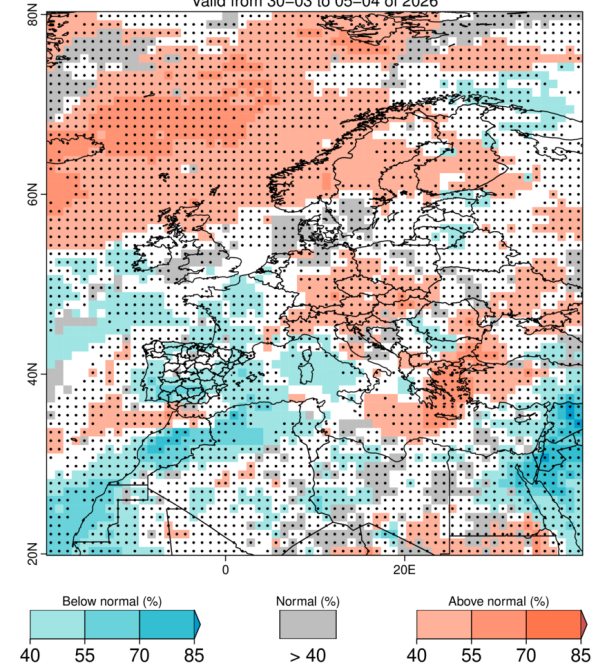 Valid from 30−03 to 05−04 of 2026
80N
60N
40N
20N
0
20E
Below normal (%)
Normal (%)
Above normal (%)
40 55 70 85
> 40
40 55 70 85